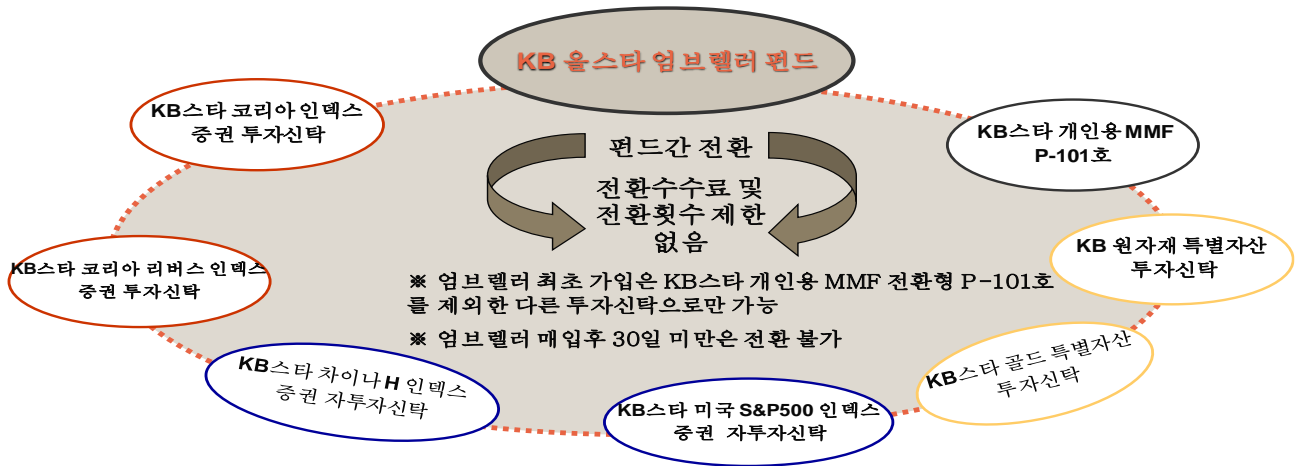 KB 올스타 엄브렐러 펀드
KB스타 코리아 인덱스
증권 투자신탁
KB스타 개인용 MMF
P-101호
펀드간 전환
전환수수료 및
전환횟수 제한
없음
KB스타 코리아 리버스 인덱스
증권 투자신탁
KB 원자재 특별자산
투자신탁
※ 엄브렐러 최초 가입은 KB스타 개인용 MMF 전환형 P-101호
를 제외한 다른 투자신탁으로만 가능
※ 엄브렐러 매입후 30일 미만은 전환 불가
KB스타 차이나 H 인덱스
증권 자투자신탁
KB스타 미국 S&P500 인덱스
증권 자투자신탁
KB스타 골드 특별자산
투자신탁